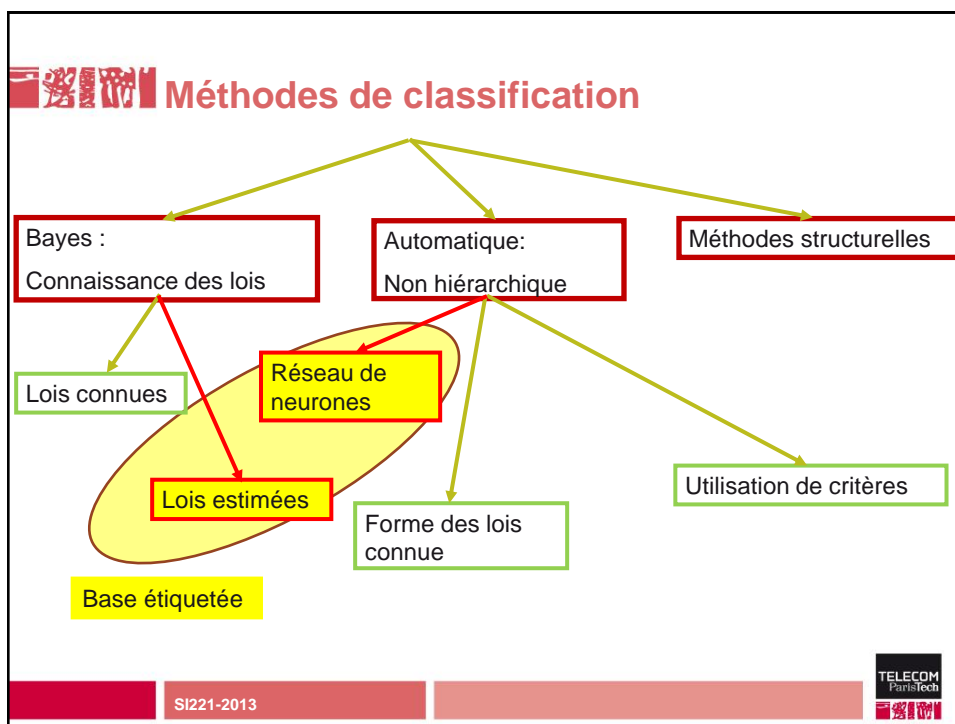 Méthodes de classification
Bayes :
Connaissance des lois
Automatique:
Non hiérarchique
Méthodes structurelles
Lois connues
Réseau de
neurones
Lois estimées
Forme des lois
connue
Utilisation de critères
Base étiquetée
SI221-2013
TELECOM
ParisTech